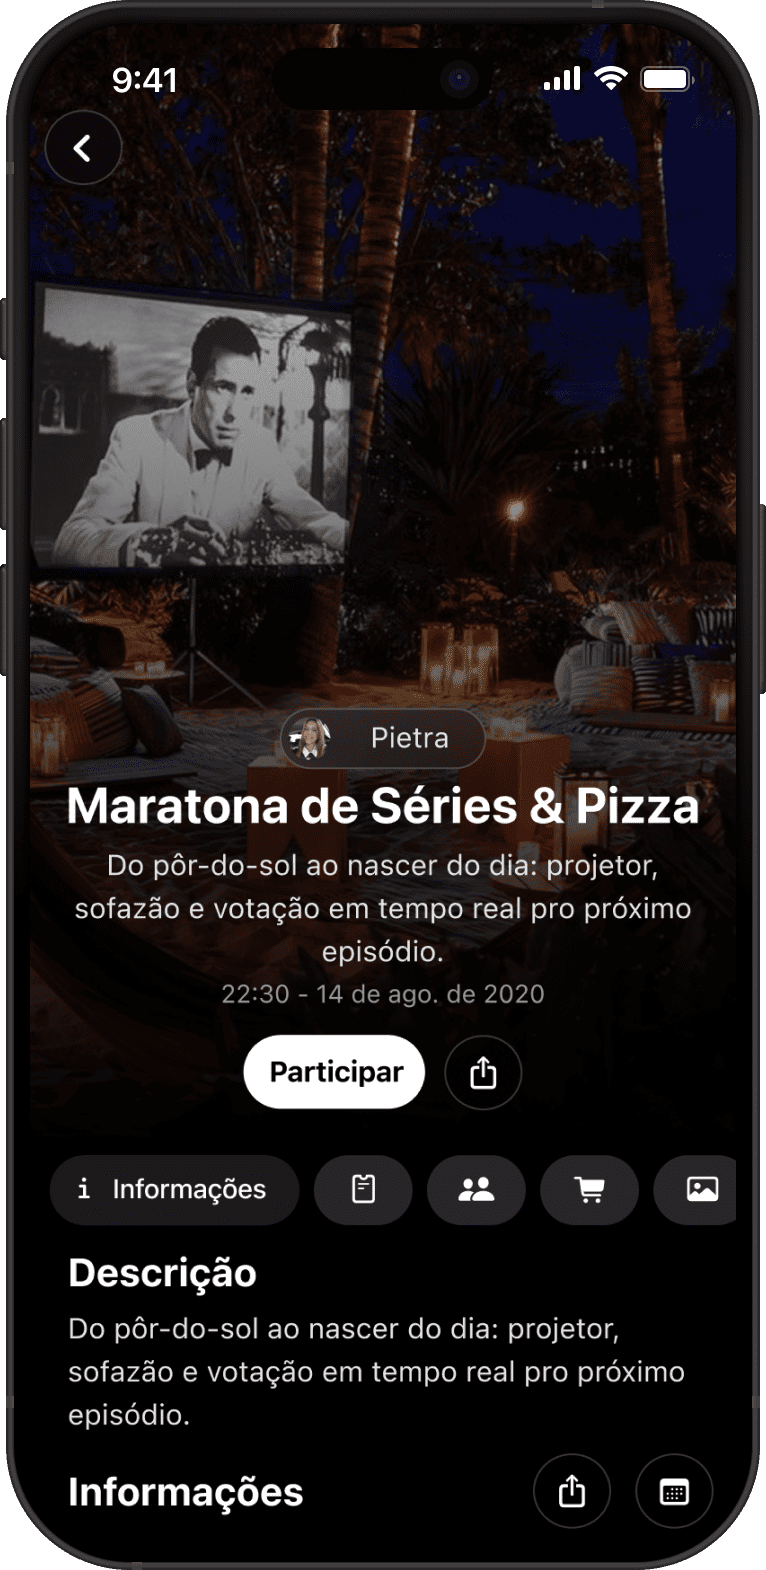 9:41
Pietra
Maratona de Séries & Pizza
Do pôr-do-sol ao nascer do dia: projetor,
sofazão e votação em tempo real pro próximo
episódio.
22:30 - 14 de ago. de 2020
Participar
i Informações
Descrição
Do pôr-do-sol ao nascer do dia: projetor,
sofazão e votação em tempo real pro próximo
episódio.
Informações